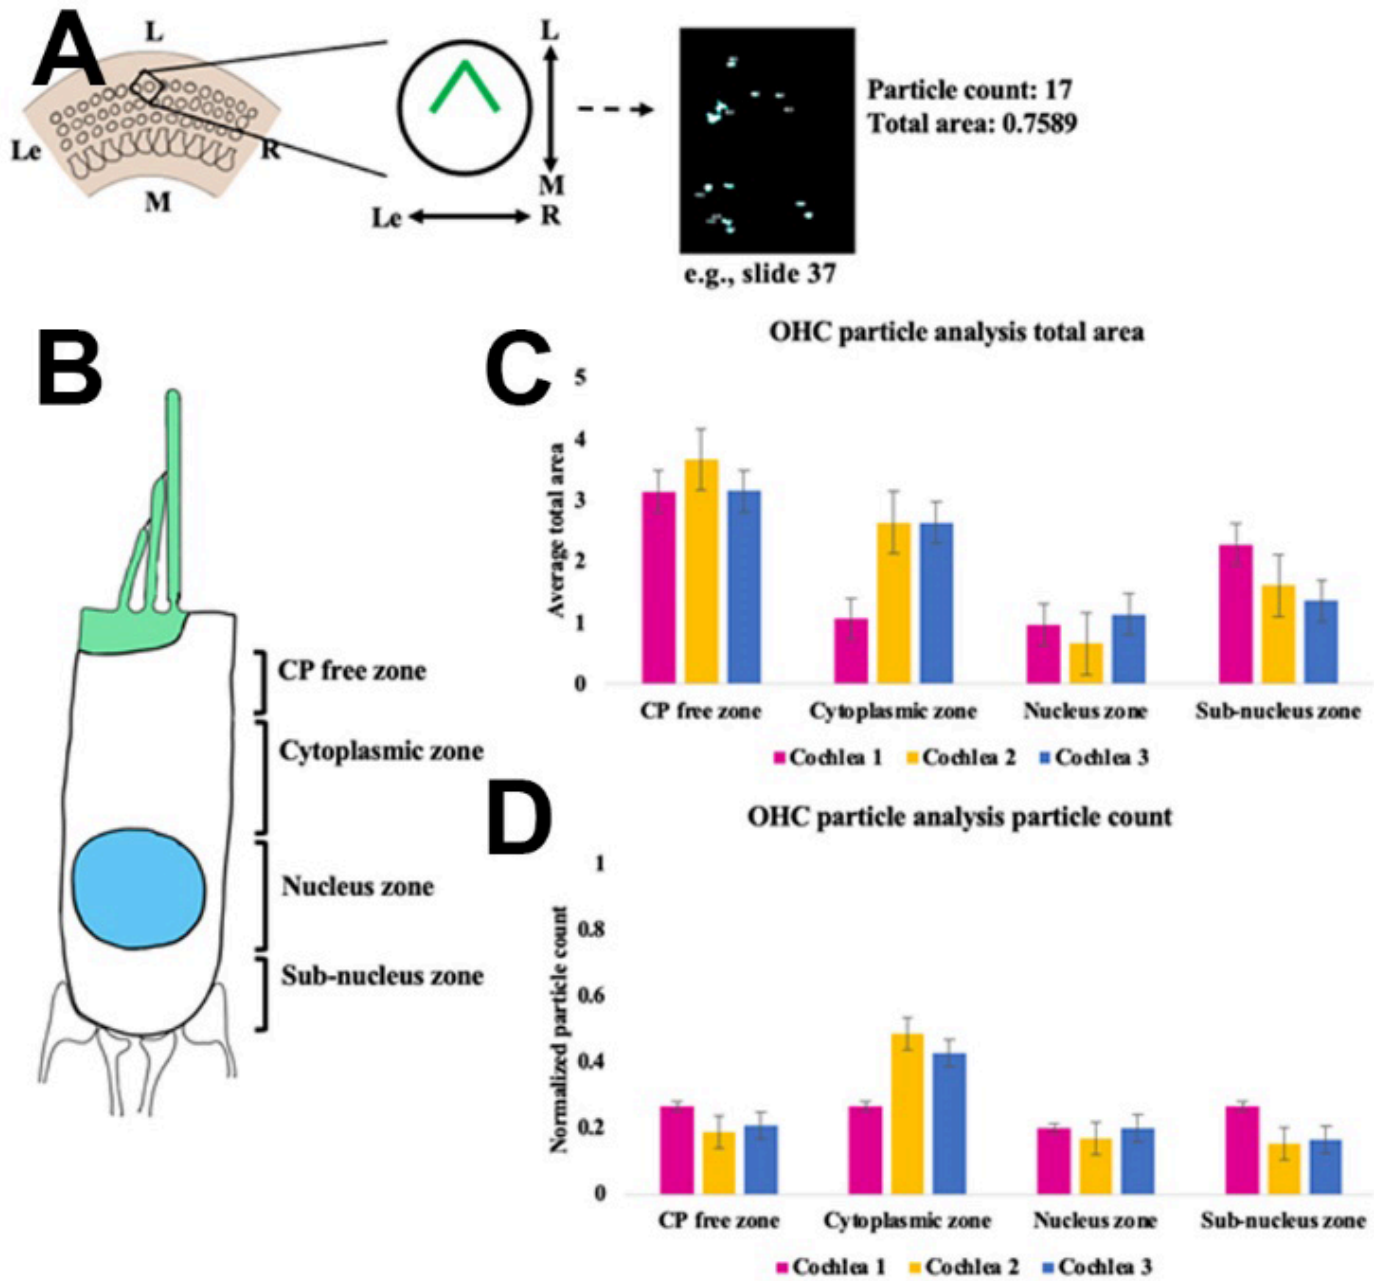 A
L
Le
R
M
L
M
Le
R
Particle count: 17
Total area: 0.7589
e.g., slide 37
B
CP free zone
Cytoplasmic zone
Nucleus zone
Sub-nucleus zone
C
OHC particle analysis total area
Average total area
5
4
3
2
1
0
CP free zone
Cytoplasmic zone
Nucleus zone
Sub-nucleus zone
Cochlea 1
Cochlea 2
Cochlea 3
D
OHC particle analysis particle count
Normalized particle count
1
0.8
0.6
0.4
0.2
0
CP free zone
Cytoplasmic zone
Nucleus zone
Sub-nucleus zone
Cochlea 1
Cochlea 2
Cochlea 3